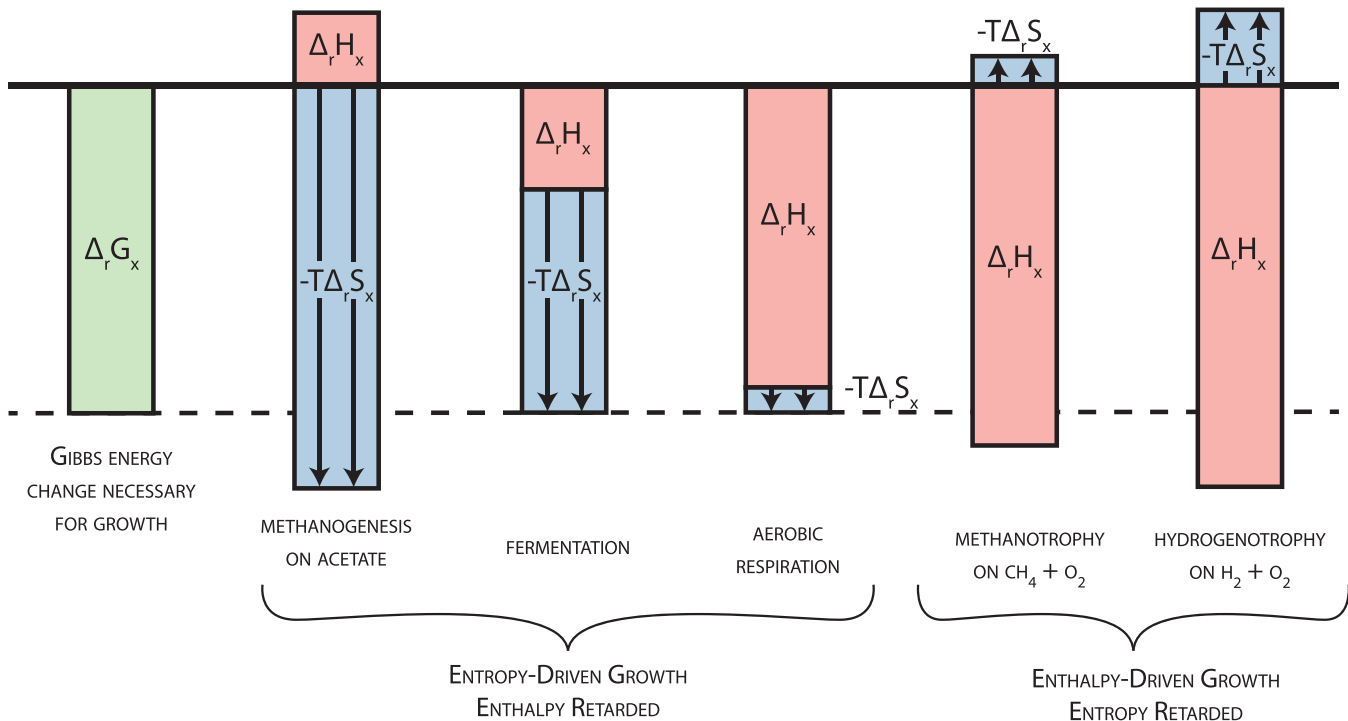 ΔrHx
-TΔrSx
-TΔrSx
ΔrHx
ΔrHx
ΔrGx
ΔrHx
ΔrHx
-TΔrSx
-TΔrSx
-TΔrSx
GIBBS ENERGY
CHANGE NECESSARY
FOR GROWTH
METHANOGENESIS
ON ACETATE
FERMENTATION
AEROBIC
RESPIRATION
METHANOTROPHY
ON CH4 + O2
HYDROGENOTROPHY
ON H2 + O2
ENTROPY-DRIVEN GROWTH
ENTHALPY RETARDED
ENTHALPY-DRIVEN GROWTH
ENTROPY RETARDED